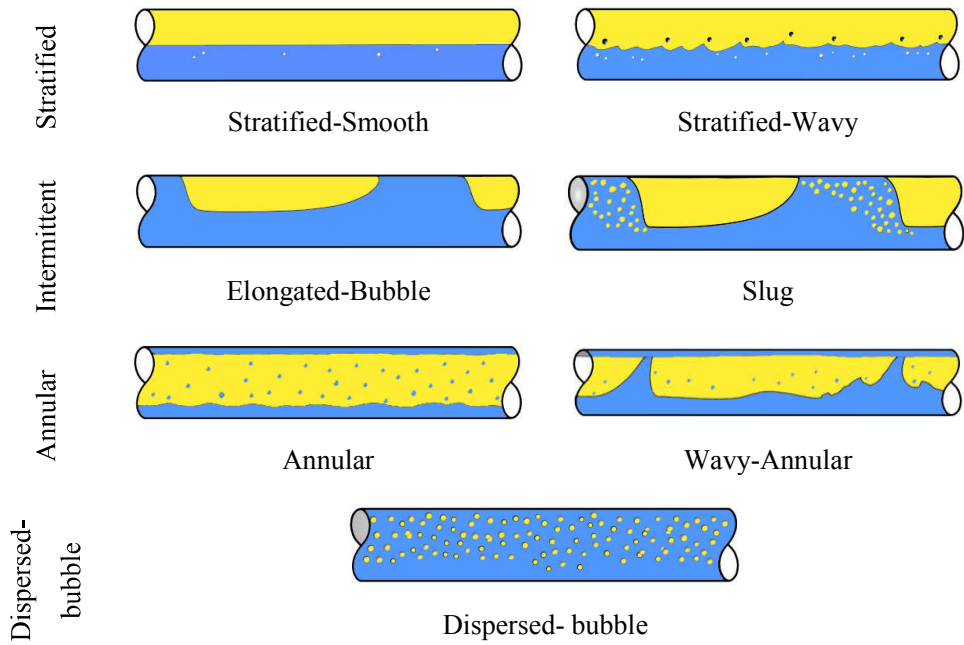 Stratified
Stratified-Smooth
Stratified-Wavy
Intermittent
Elongated-Bubble
Slug
Annular
Annular
Wavy-Annular
Dispersed-
bubble
Dispersed- bubble